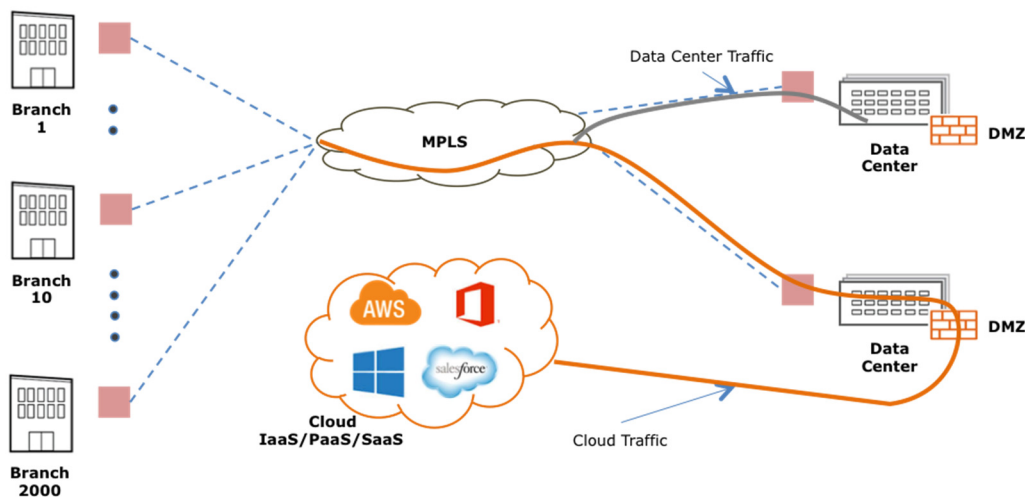 Data Center Traffic
Branch
1
MPLS
DMZ
Data
Center
Branch
10
AWS
salesforce
DMZ
Data
Center
Cloud
IaaS/PaaS/SaaS
Cloud Traffic
Branch
2000